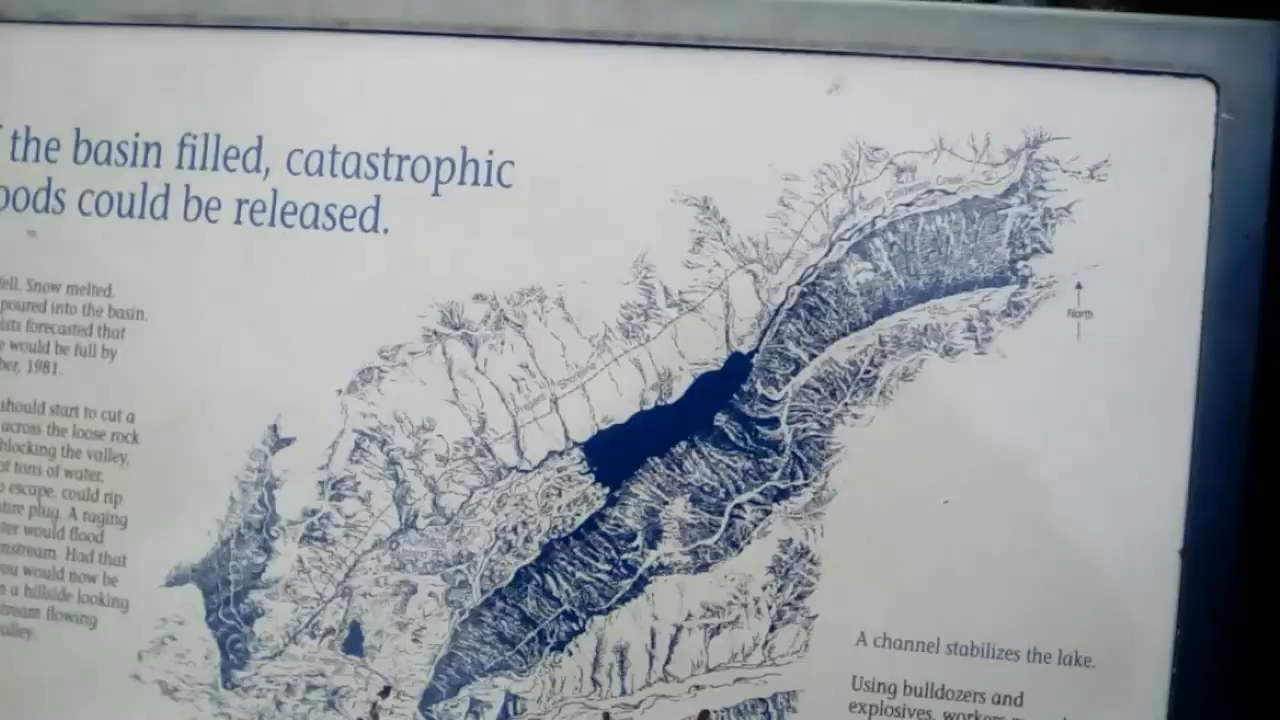 the basin filled, catastrophic
oods could be released.
ell. Snow melted,
poured into the basin.
ists forecasted that
would be full by
ber, 1981.
should start to cut a
across the loose rock
blocking the valley,
of tons of water,
escape, could rip
tire plug. A raging
ter would flood
nstream. Had that
you would now be
a hillside looking
tream flowing
valley.
North
A channel stabilizes the lake.
Using bulldozers and
explosives, workers